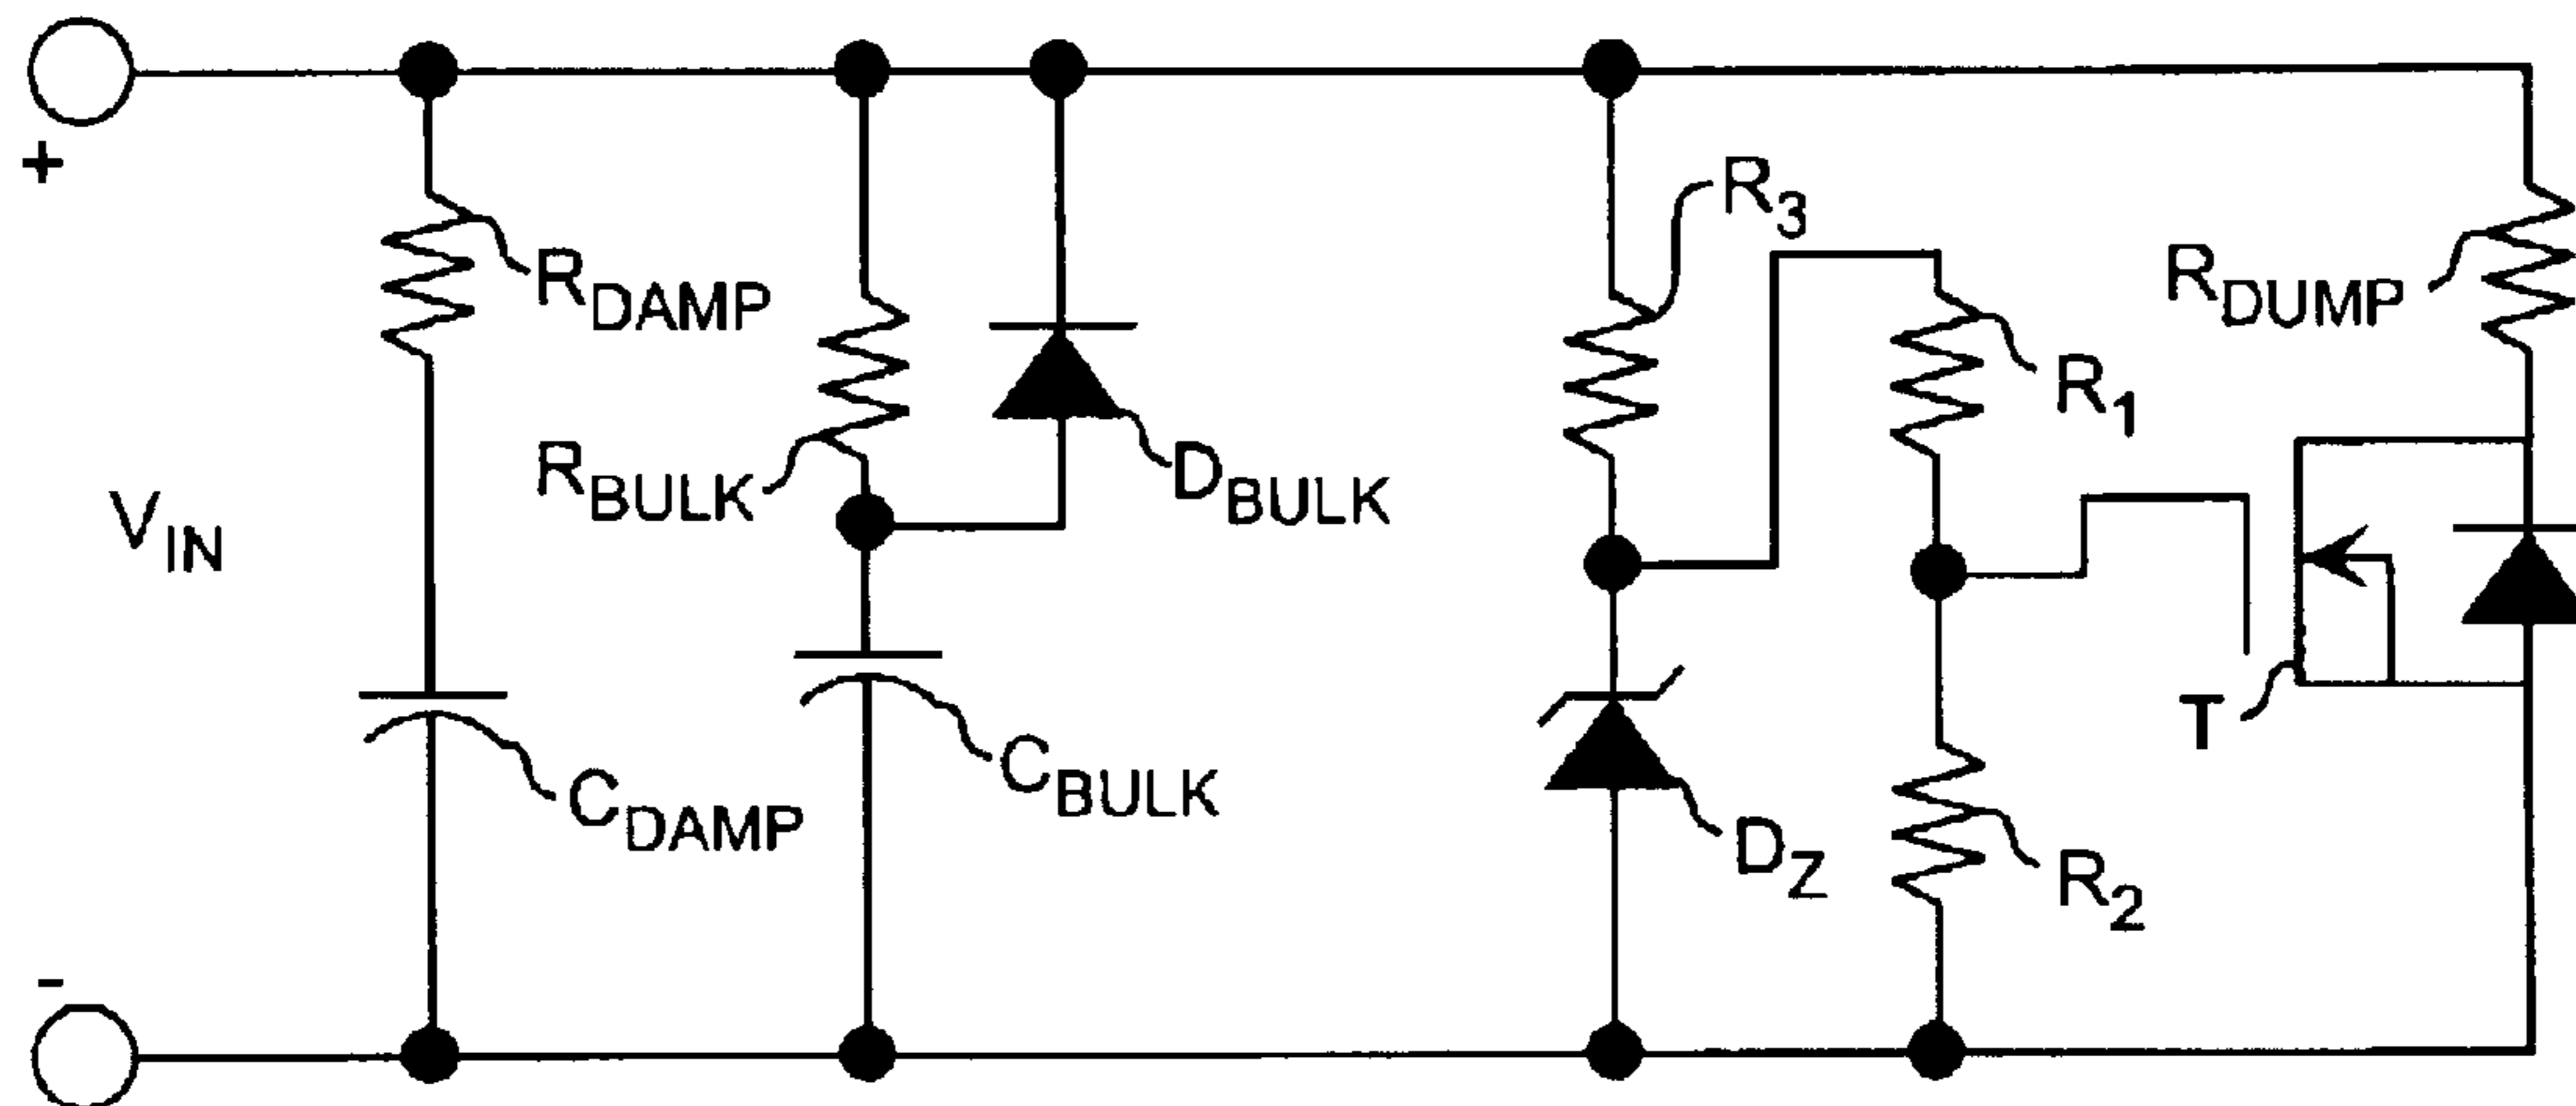 +
R3
RDAMP
RDUMP
R1
RBULK
DBULK
VIN
T
CBULK
CDAMP
DZ
R2
-